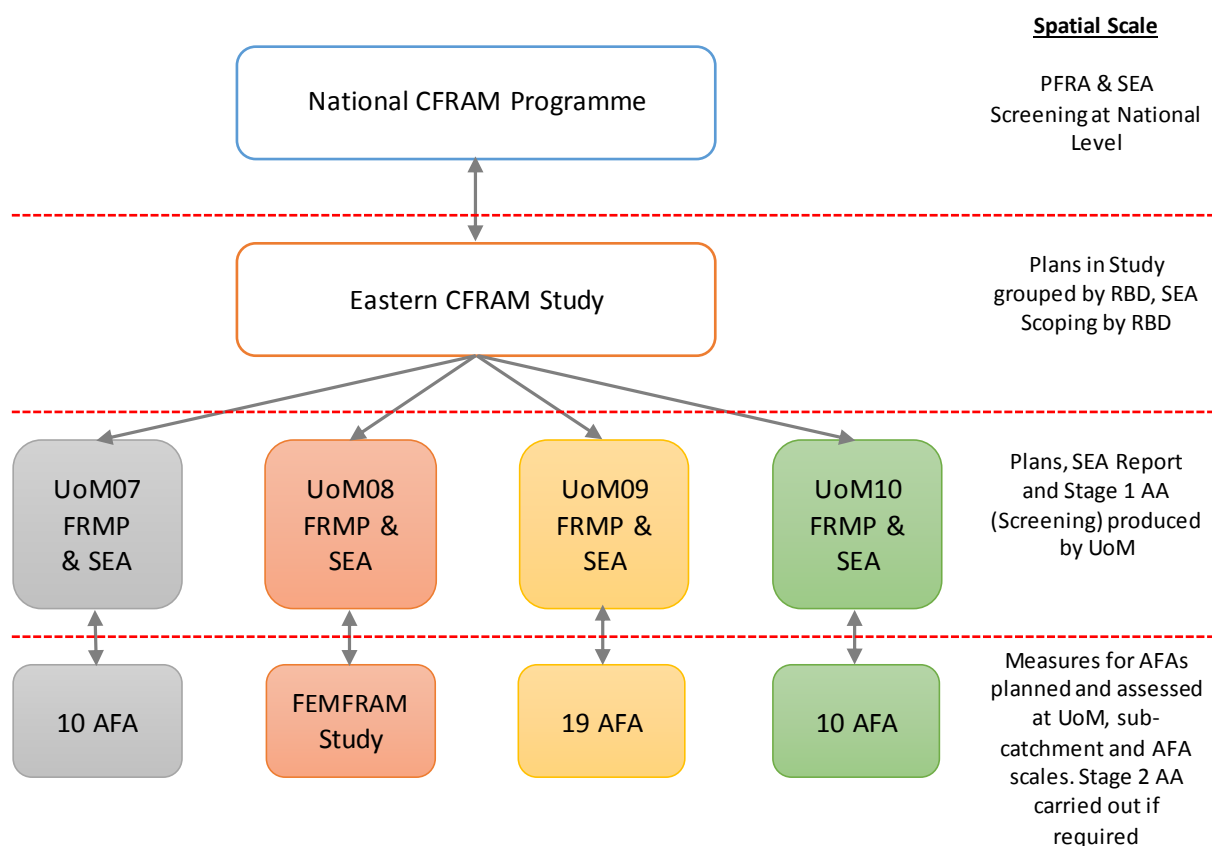 Spatial Scale
National CFRAM Programme
PFRA & SEA
Screening at National
Level
Eastern CFRAM Study
Plans in Study
grouped by RBD, SEA
Scoping by RBD
UoM07
FRMP
& SEA
UoM08
FRMP &
SEA
UoM09
FRMP &
SEA
UoM10
FRMP &
SEA
Plans, SEA Report
and Stage 1 AA
(Screening) produced
by UoM
10 AFA
FEMFRAM
Study
19 AFA
10 AFA
Measures for AFAs
planned and assessed
at UoM, sub-
catchment and AFA
scales. Stage 2 AA
carried out if
required